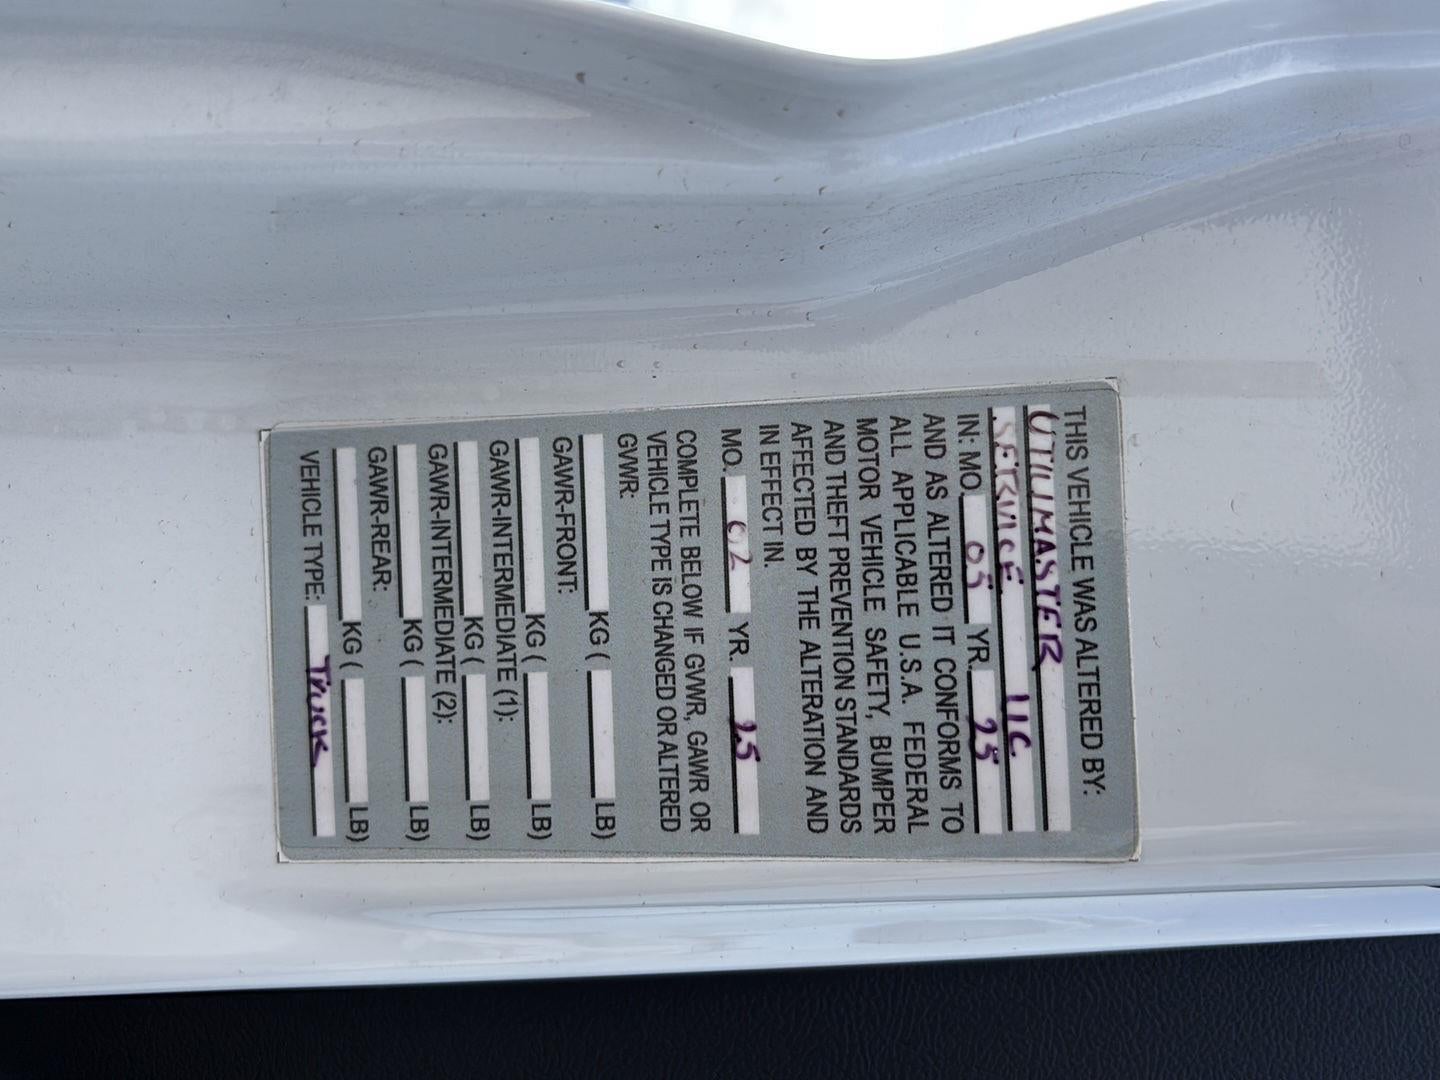 THIS VEHICLE WAS ALTERED BY:
UTILIMASTER
SERVICE LLC
IN: MO. 05 YR. 25
AND AS ALTERED IT CONFORMS TO
ALL APPLICABLE U.S.A. FEDERAL
MOTOR VEHICLE SAFETY, BUMPER
AND THEFT PREVENTION STANDARDS
AFFECTED BY THE ALTERATION AND
IN EFFECT IN.
MO. 02 YR. 25
COMPLETE BELOW IF GVWR, GAWR OR
VEHICLE TYPE IS CHANGED OR ALTERED
GVWR:
KG ( LB)
GAWR-FRONT:
KG ( LB)
GAWR-INTERMEDIATE (1):
KG ( LB)
GAWR-INTERMEDIATE (2):
KG ( LB)
GAWR-REAR:
KG ( LB)
VEHICLE TYPE: Truck